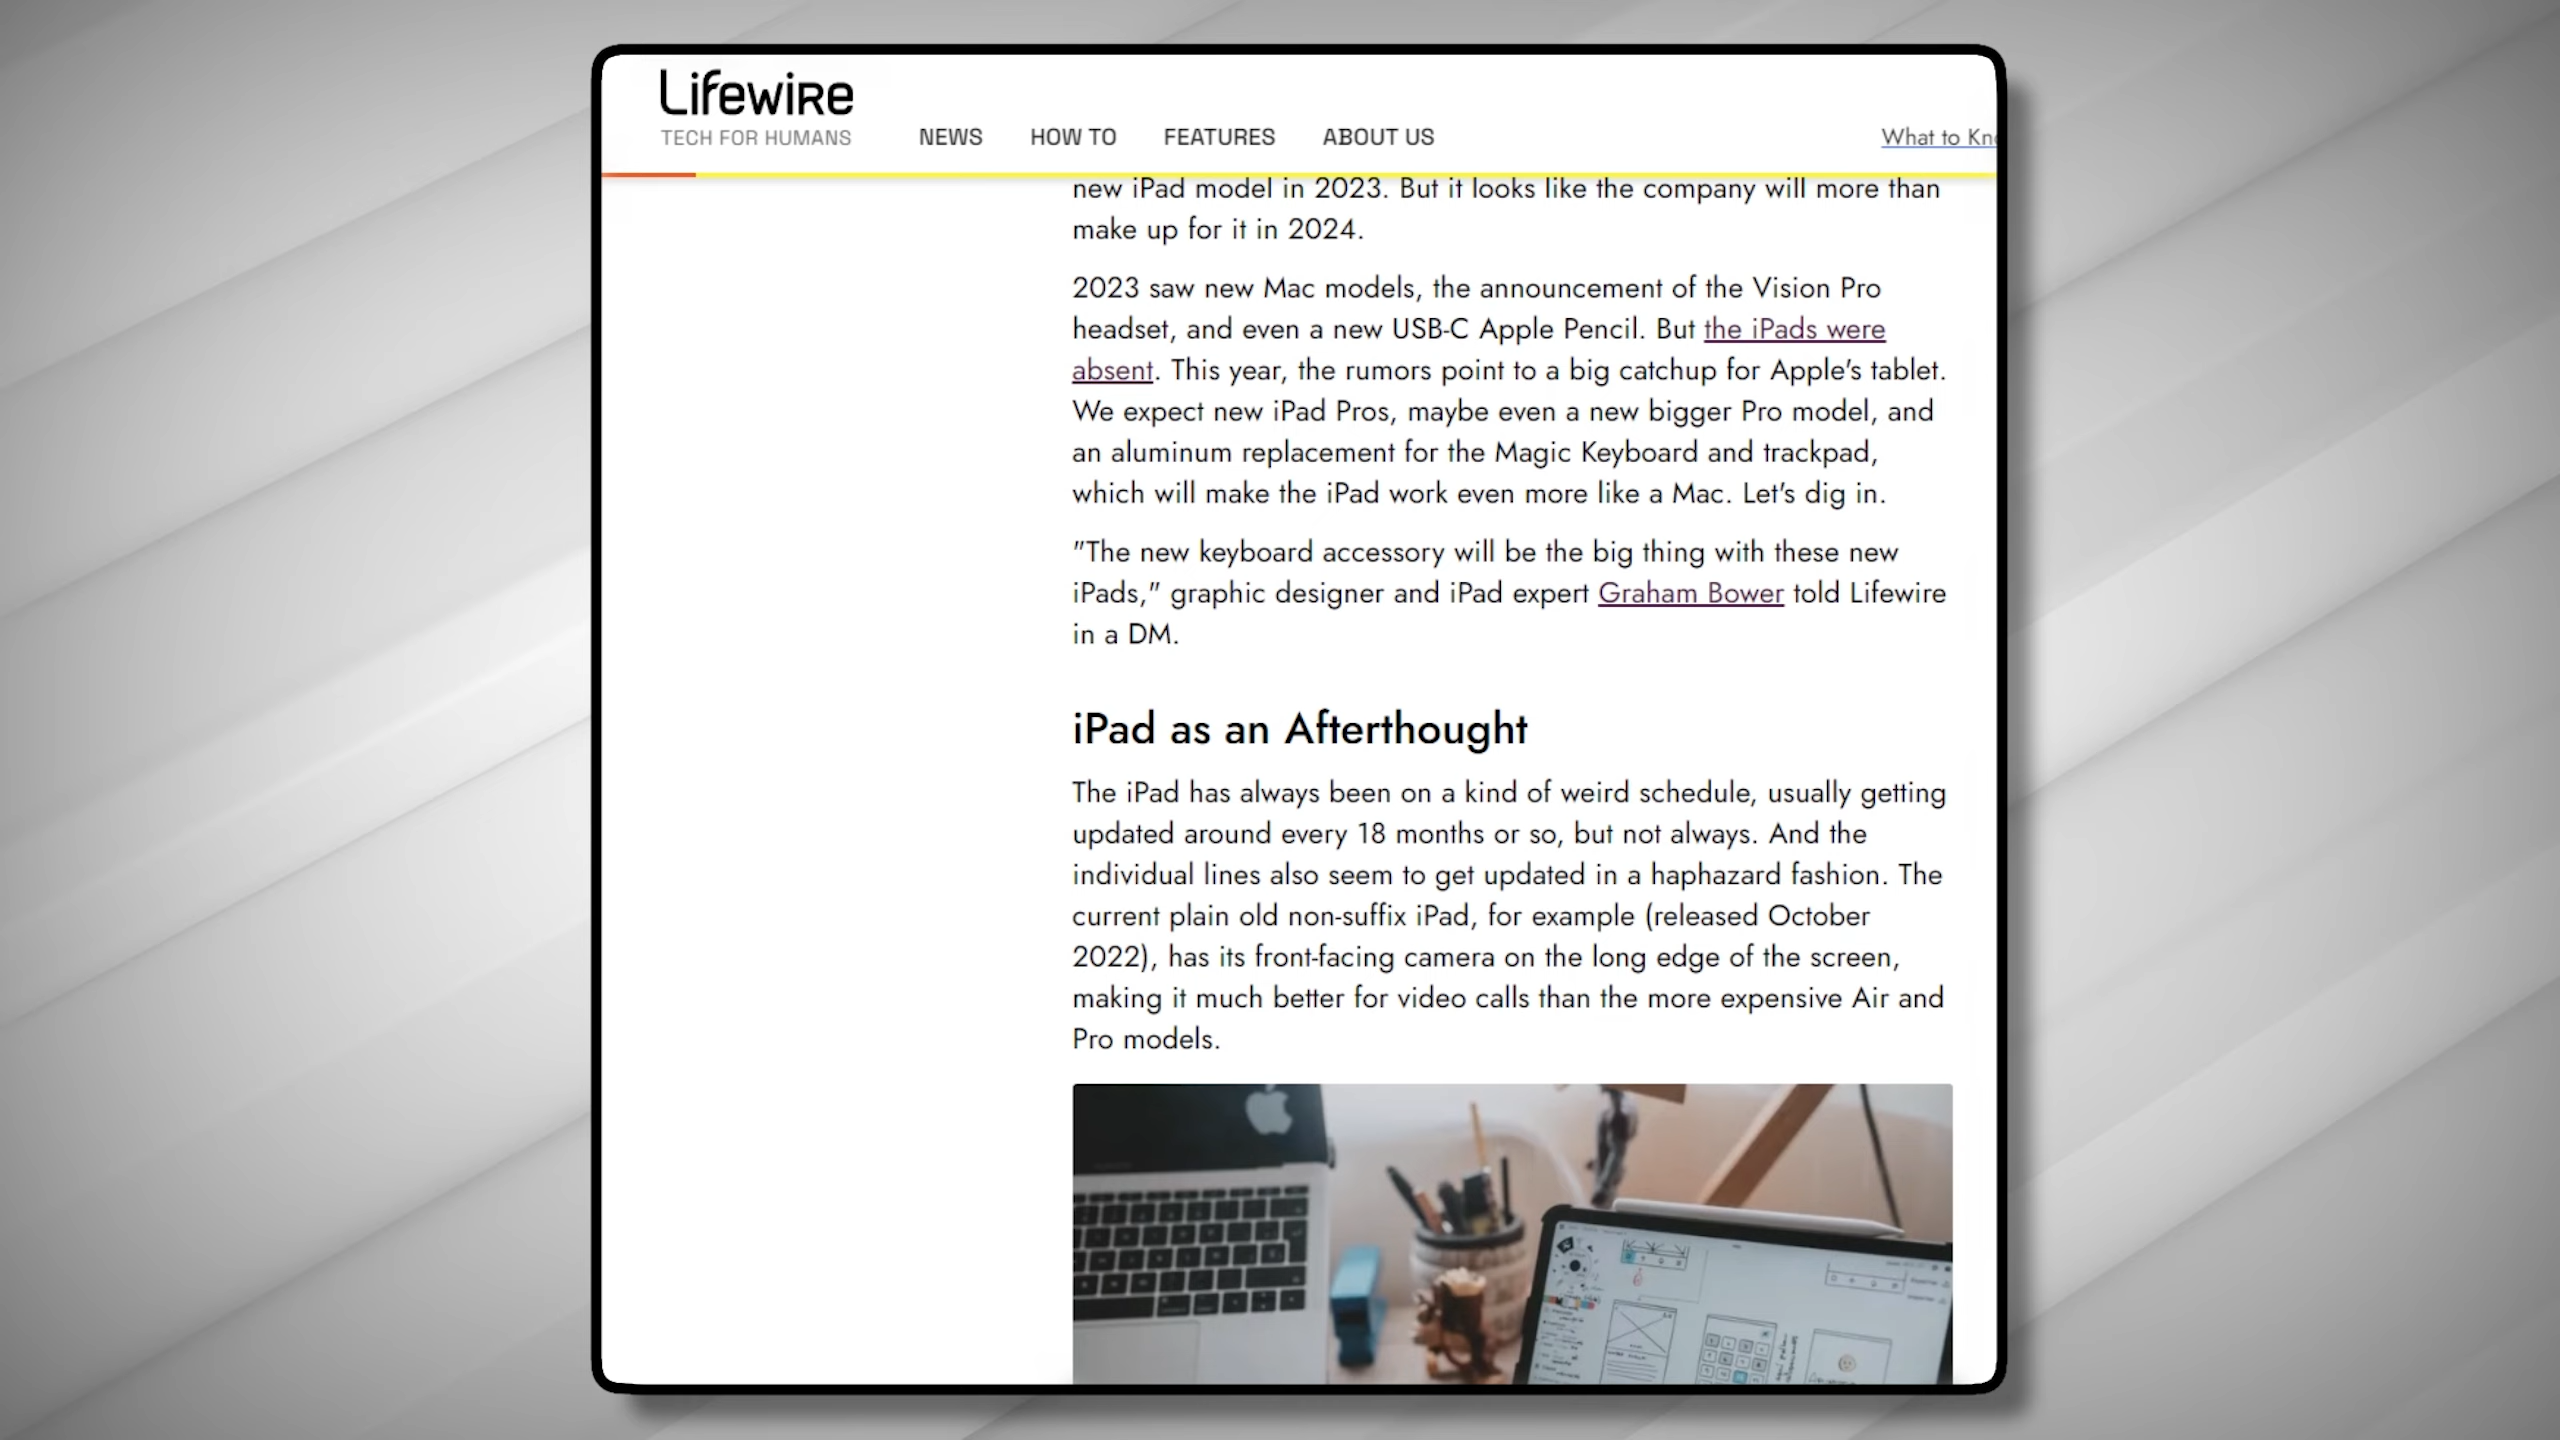 Lifewire
TECH FOR HUMANS
NEWS
HOW TO
FEATURES
ABOUT US
What to
new iPad model in 2023. But it looks like the company will more than
make up for it in 2024.
2023 saw new Mac models, the announcement of the Vision Pro
headset, and even a new USB-C Apple Pencil. But the iPads were
absent. This year, the rumors point to a big catchup for Apple's tablet.
We expect new iPad Pros, maybe even a new bigger Pro model, and
an aluminum replacement for the Magic Keyboard and trackpad,
which will make the iPad work even more like a Mac. Let's dig in.
"The new keyboard accessory will be the big thing with these new
iPads," graphic designer and iPad expert Graham Bower told Lifewire
in a DM.
iPad as an Afterthought
The iPad has always been on a kind of weird schedule, usually getting
updated around every 18 months or so, but not always. And the
individual lines also seem to get updated in a haphazard fashion. The
current plain old non-suffix iPad, for example (released October
2022), has its front-facing camera on the long edge of the screen,
making it much better for video calls than the more expensive Air and
Pro models.